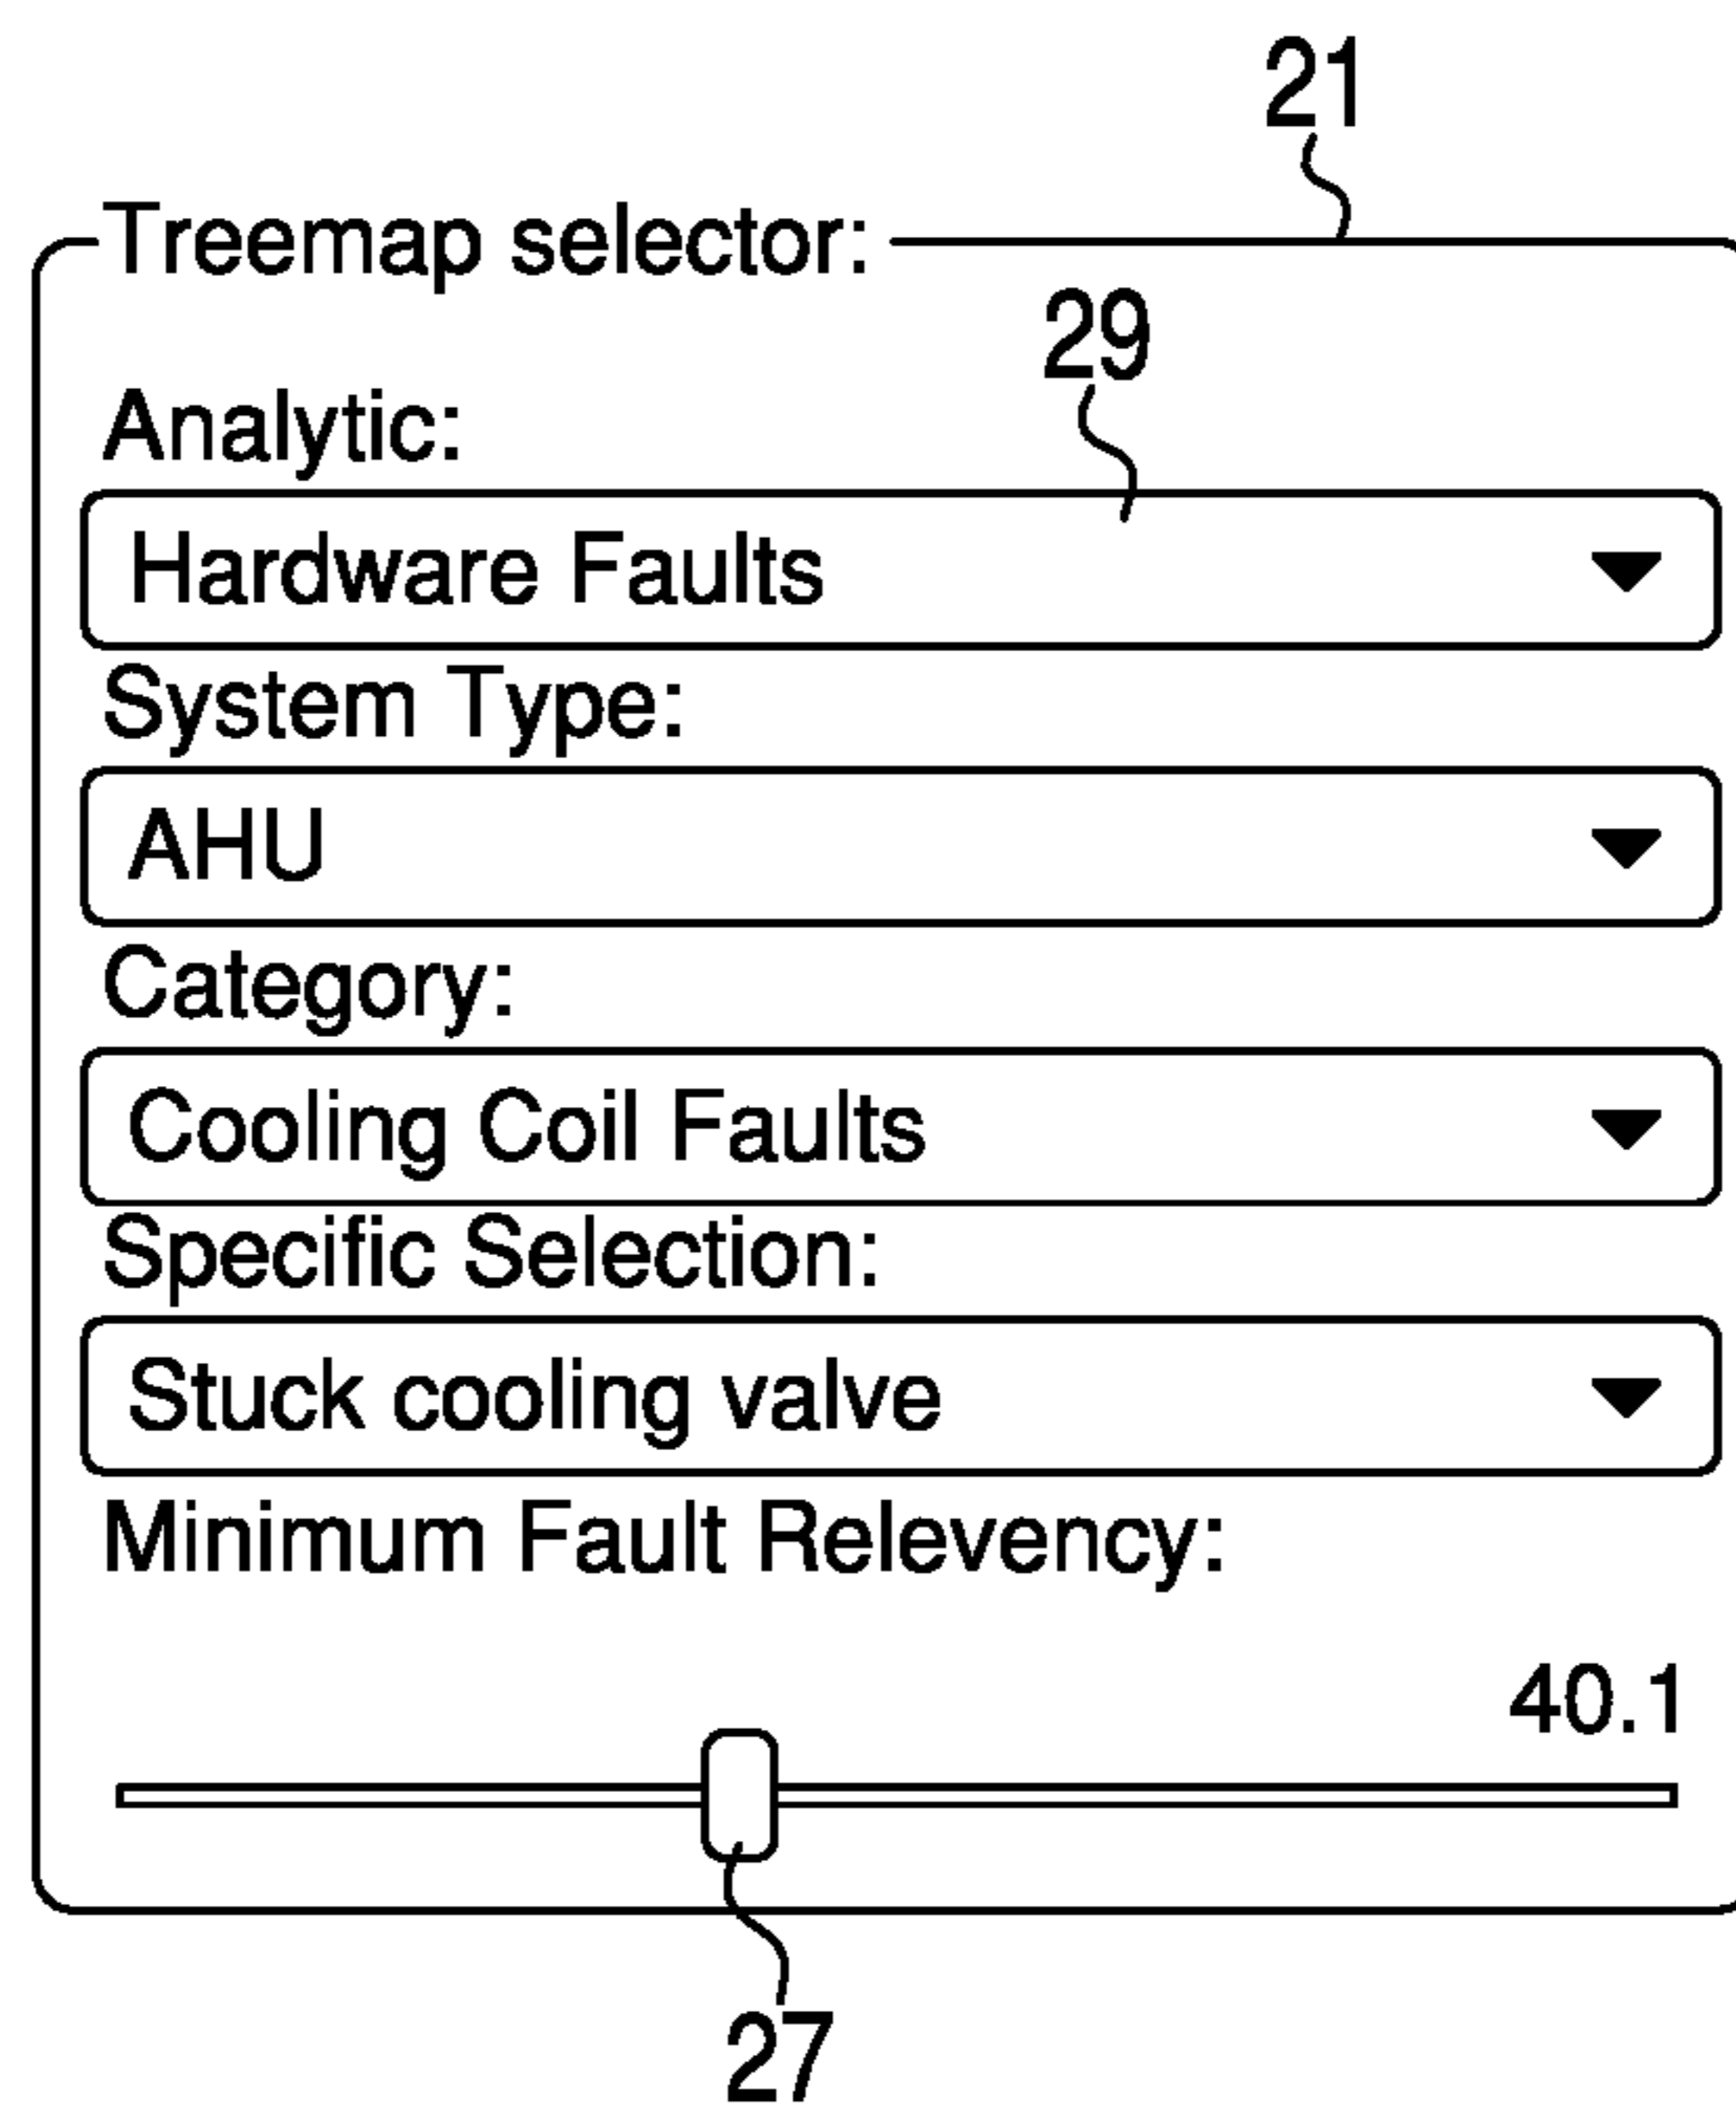 21
Treemap selector:
29
Analytic:
Hardware Faults
System Type:
AHU
Category:
Cooling Coil Faults
Specific Selection:
Stuck cooling valve
Minimum Fault Relevency:
40.1
27